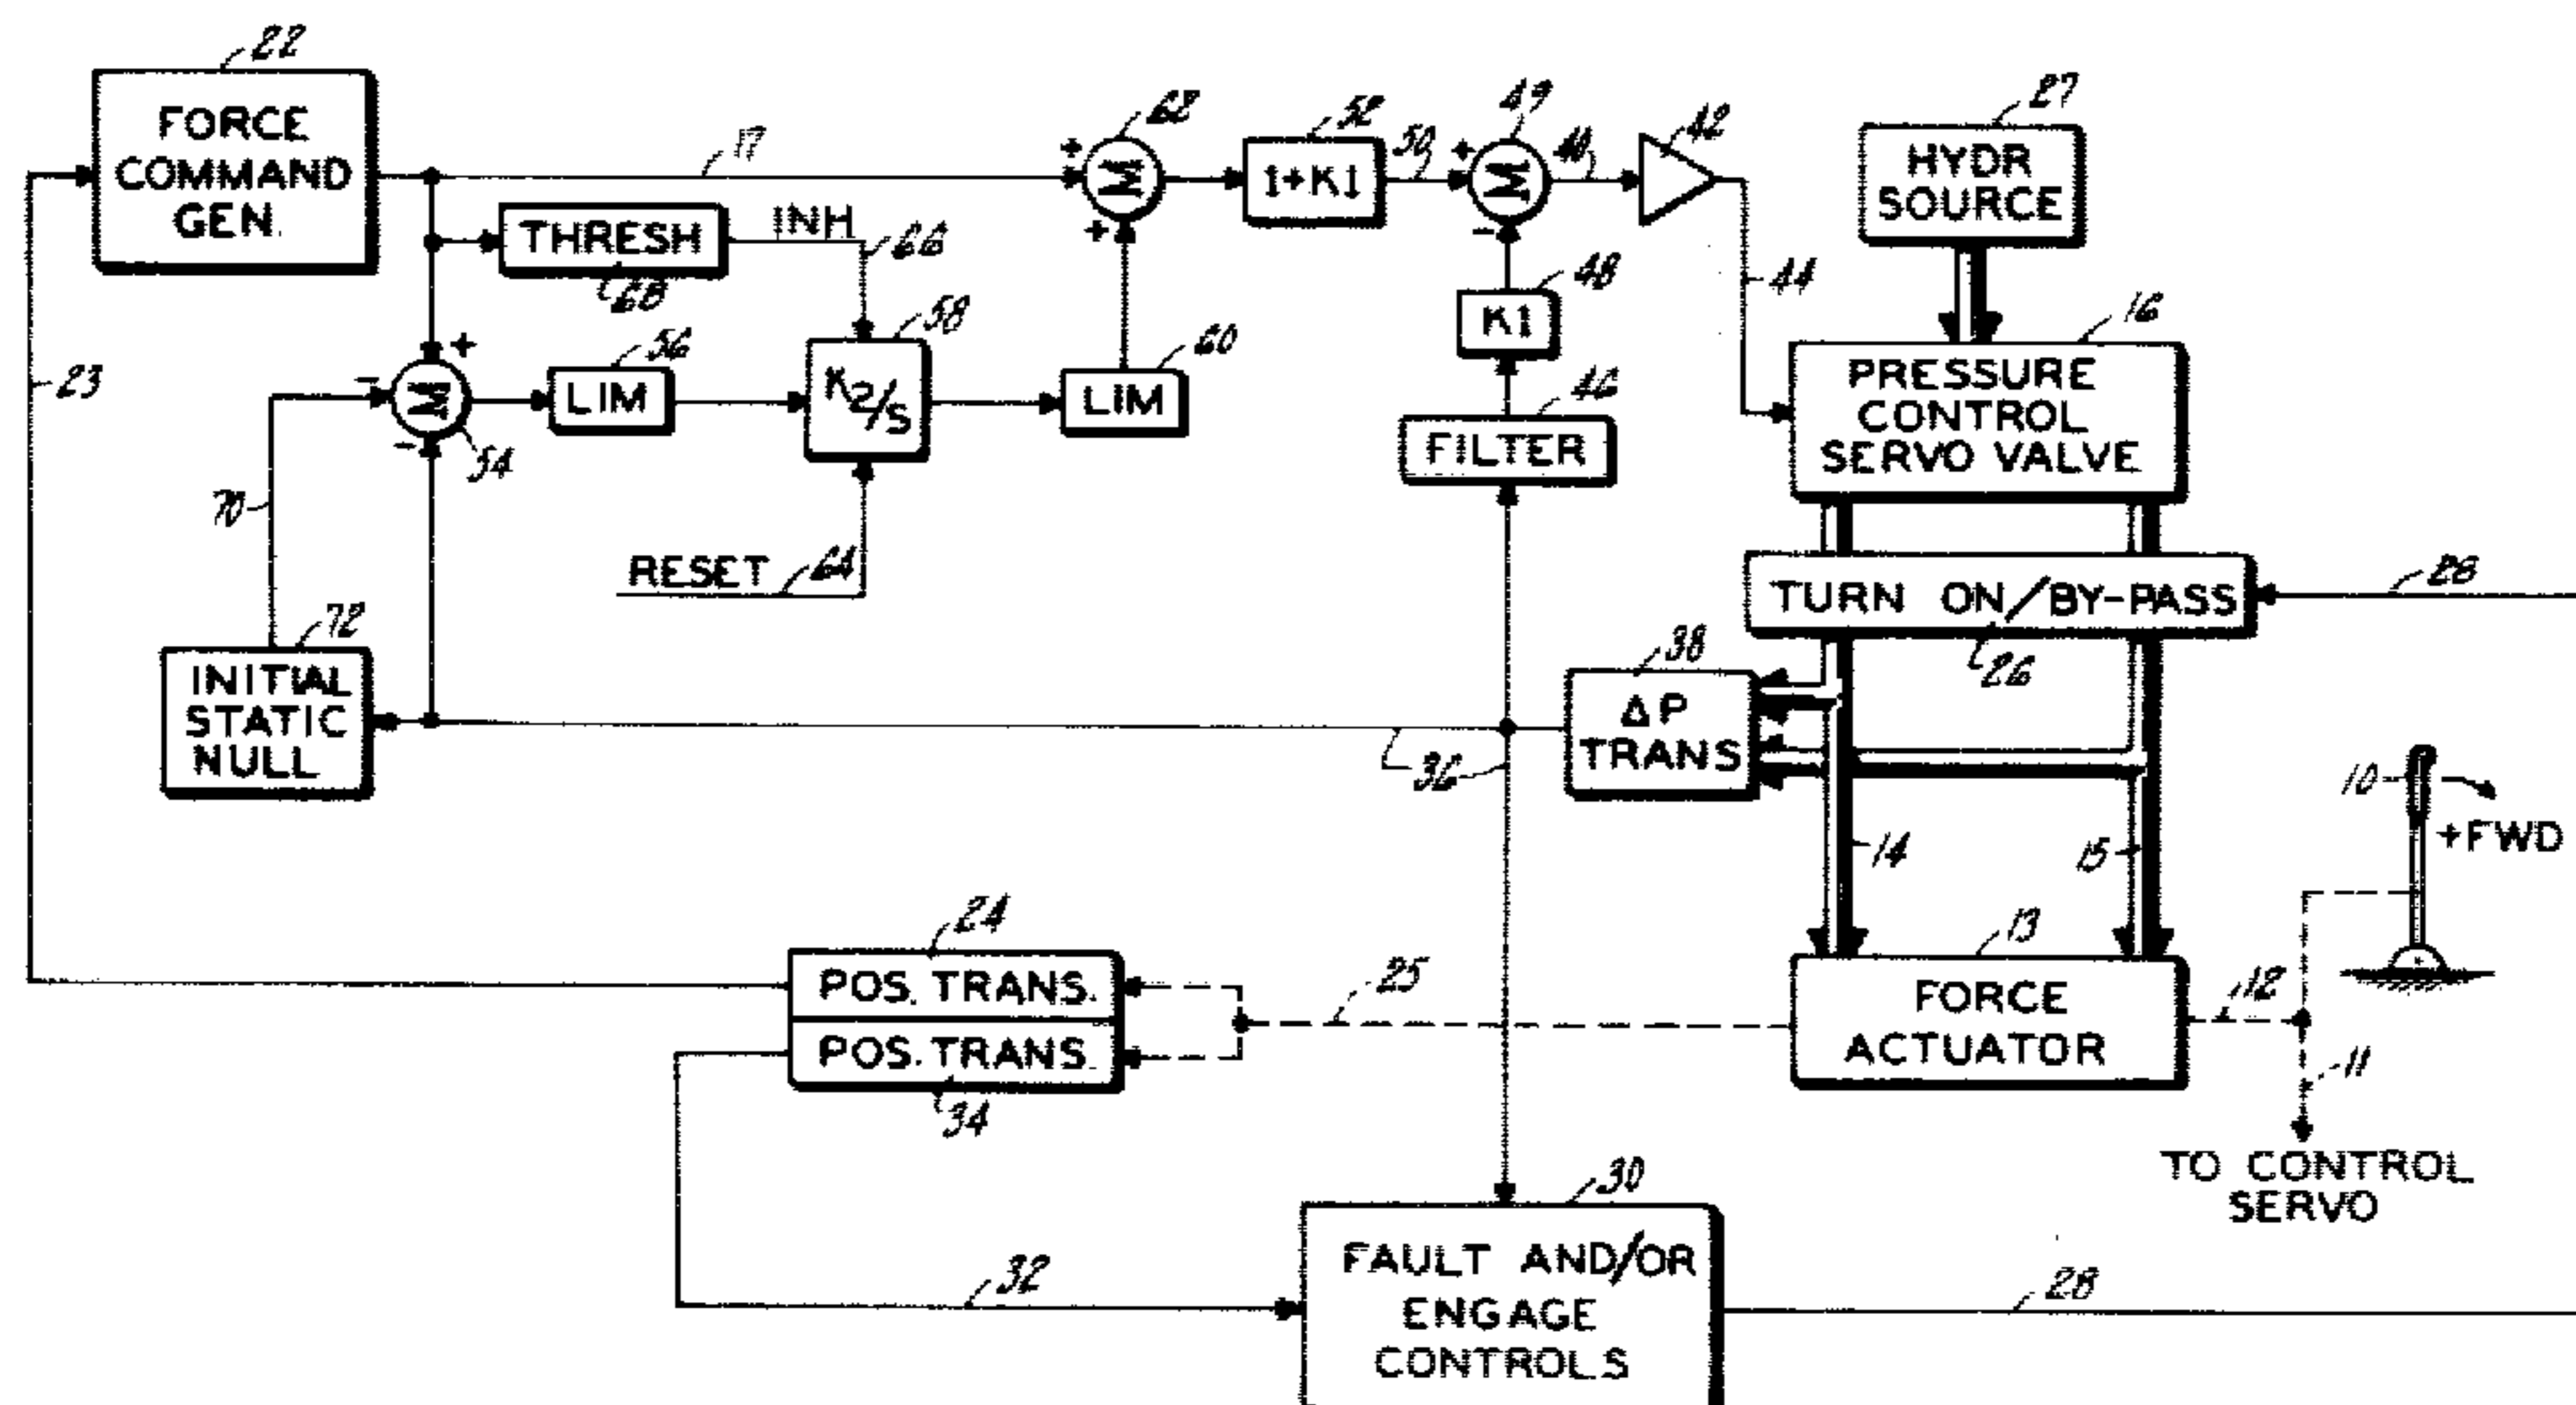 22
FORCE
COMMAND
GEN.
17
62
+
+
Σ
52
1+K1
50
49
+
Σ
40
42
27
HYDR
SOURCE
THRESH
68
INH
66
+
-
48
K1
44
16
PRESSURE
CONTROL
SERVO VALVE
23
+
-
Σ
-
54
56
LIM
58
K2/S
60
LIM
46
FILTER
70
RESET
64
TURN ON/BY-PASS
26
28
72
INITIAL
STATIC
NULL
38
ΔP
TRANS
36
10
+FWD
14
15
24
POS. TRANS.
POS. TRANS.
34
25
13
FORCE
ACTUATOR
12
11
TO CONTROL
SERVO
32
30
FAULT AND/OR
ENGAGE
CONTROLS
28